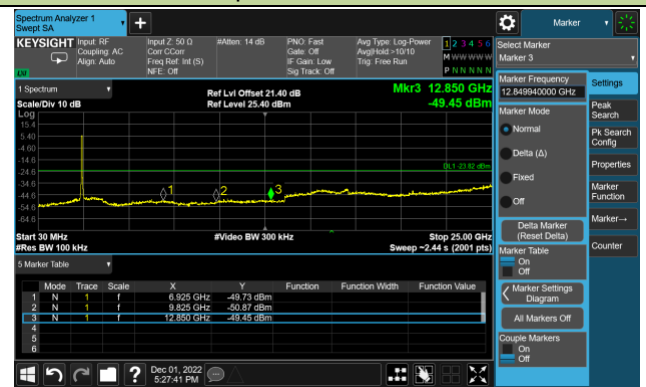 Spectrum Analyzer 1
Swept SA
Marker
KEYSIGHT
Input: RF
Coupling: AC
Align: Auto
Input Z: 50 Ω
Corr CCorr
Freq Ref: Int (S)
NFE: Off
#Atten: 14 dB
PNO: Fast
Gate: Off
IF Gain: Low
Sig Track: Off
Avg Type: Log-Power
Avg|Hold >10/10
Trig: Free Run
1 2 3 4 5 6
M W W W W W
P N N N N N
LXI
Select Marker
Marker 3
1 Spectrum
Scale/Div 10 dB
Ref Lvl Offset 21.40 dB
Ref Level 25.40 dBm
Mkr3 12.850 GHz
-49.45 dBm
Log
15.4
5.40
-4.60
-14.6
-24.6
-34.6
-44.6
-54.6
-64.6
DL1 -23.82 dBm
1
2
3
Start 30 MHz
#Res BW 100 kHz
#Video BW 300 kHz
Stop 25.00 GHz
Sweep ~2.44 s (2001 pts)
5 Marker Table
Mode Trace Scale X Y Function Function Width Function Value
1 N 1 f 6.925 GHz -49.73 dBm
2 N 1 f 9.825 GHz -50.87 dBm
3 N 1 f 12.850 GHz -49.45 dBm
4
5
6
Marker Frequency
12.849940000 GHz
Marker Mode
Normal
Delta (Δ)
Fixed
Off
Delta Marker
(Reset Delta)
Marker Table
On
Off
Marker Settings
Diagram
All Markers Off
Couple Markers
On
Off
Settings
Peak
Search
Pk Search
Config
Properties
Marker
Function
Marker→
Counter
?
Dec 01, 2022
5:27:41 PM